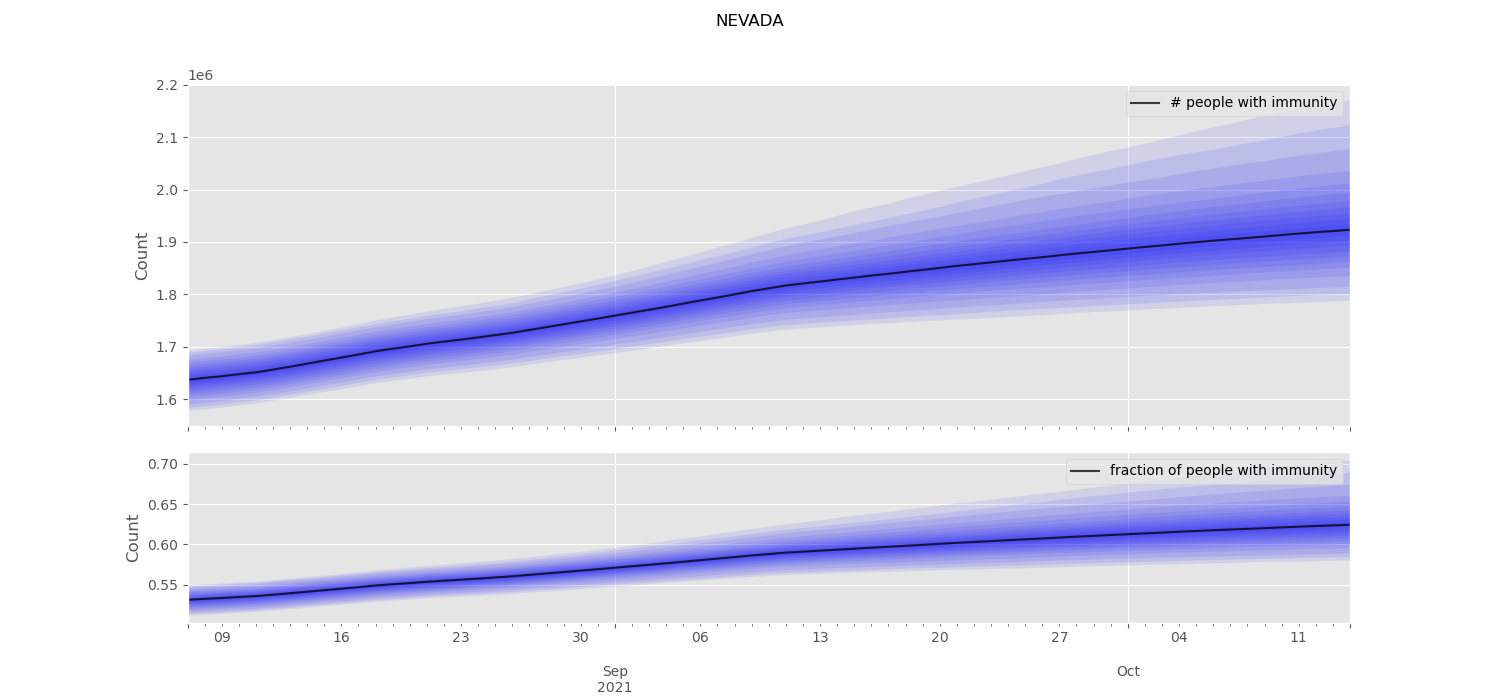 NEVADA
1e6
2.2
2.1
2.0
1.9
1.8
1.7
1.6
Count
# people with immunity
0.70
0.65
0.60
0.55
Count
fraction of people with immunity
09 16 23 30 06 13 20 27 04 11
Sep Oct
2021